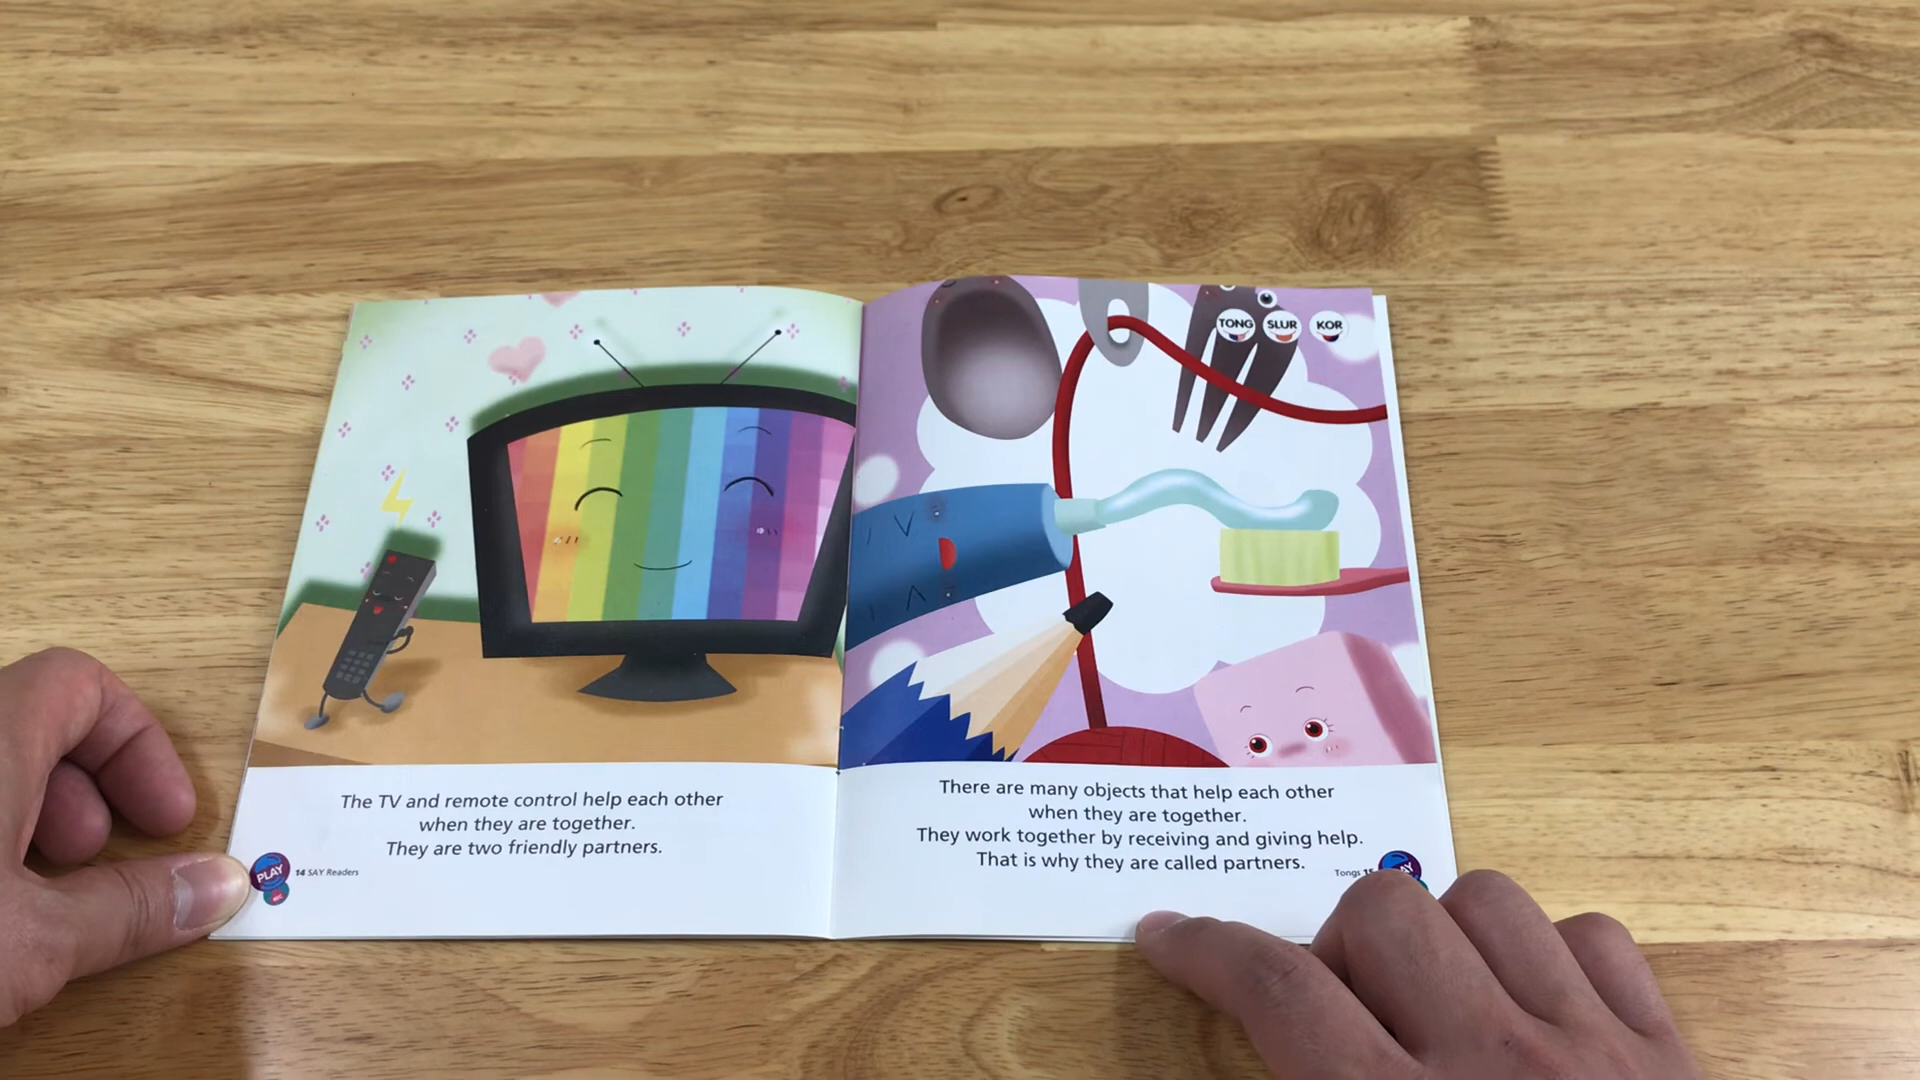 The TV and remote control help each other
when they are together.
They are two friendly partners.
PLAY
14 SAY Readers
TONG
SLUR
KOR
There are many objects that help each other
when they are together.
They work together by receiving and giving help.
That is why they are called partners.
Tongs